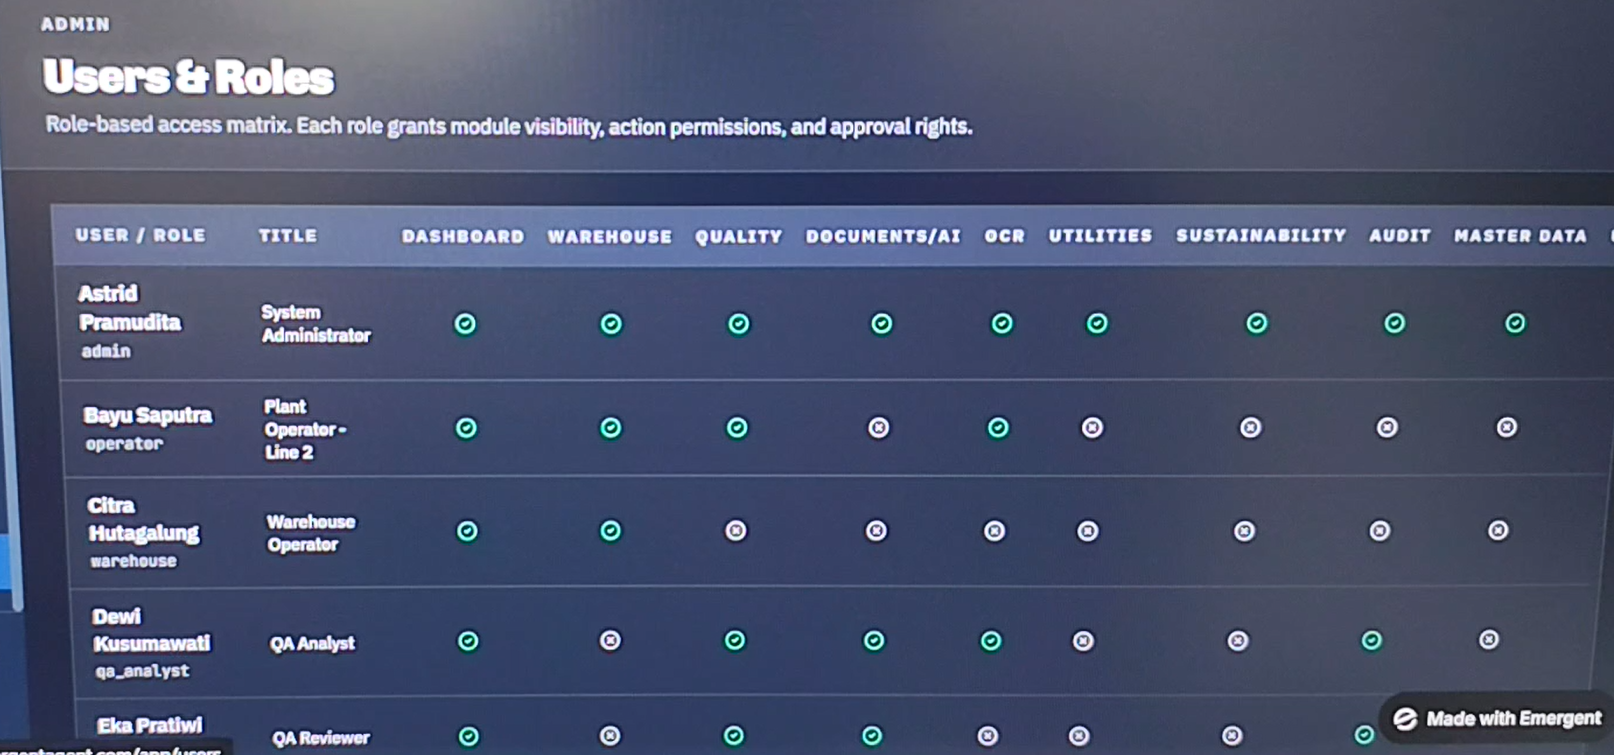 ADMIN
Users & Roles
Role-based access matrix. Each role grants module visibility, action permissions, and approval rights.
USER / ROLE TITLE DASHBOARD WAREHOUSE QUALITY DOCUMENTS/AI OCR UTILITIES SUSTAINABILITY AUDIT MASTER DATA
Astrid
Pramudita
admin
System
Administrator
Bayu Saputra
operator
Plant
Operator -
Line 2
Citra
Hutagalung
warehouse
Warehouse
Operator
Dewi
Kusumawati
qa_analyst
QA Analyst
Eka Pratiwi
QA Reviewer
Made with Emergent